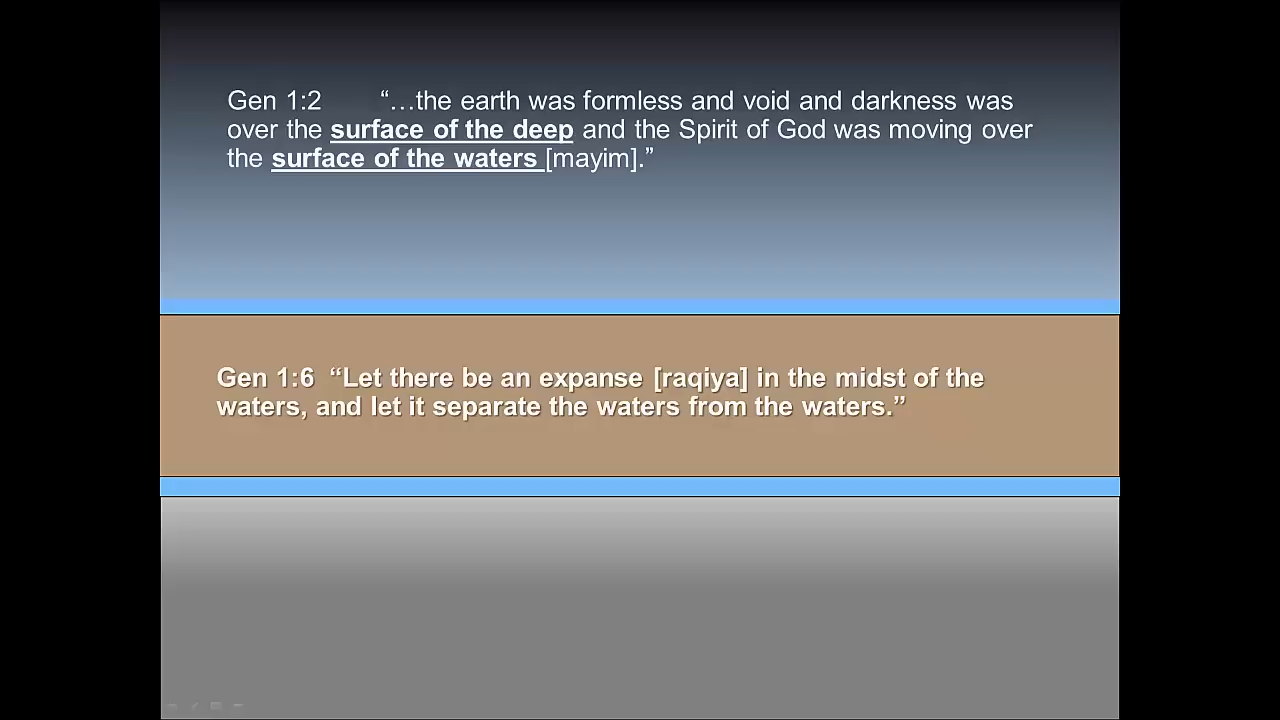 Gen 1:2 “…the earth was formless and void and darkness was
over the surface of the deep and the Spirit of God was moving over
the surface of the waters [mayim].”
Gen 1:6 “Let there be an expanse [raqiya] in the midst of the
waters, and let it separate the waters from the waters.”